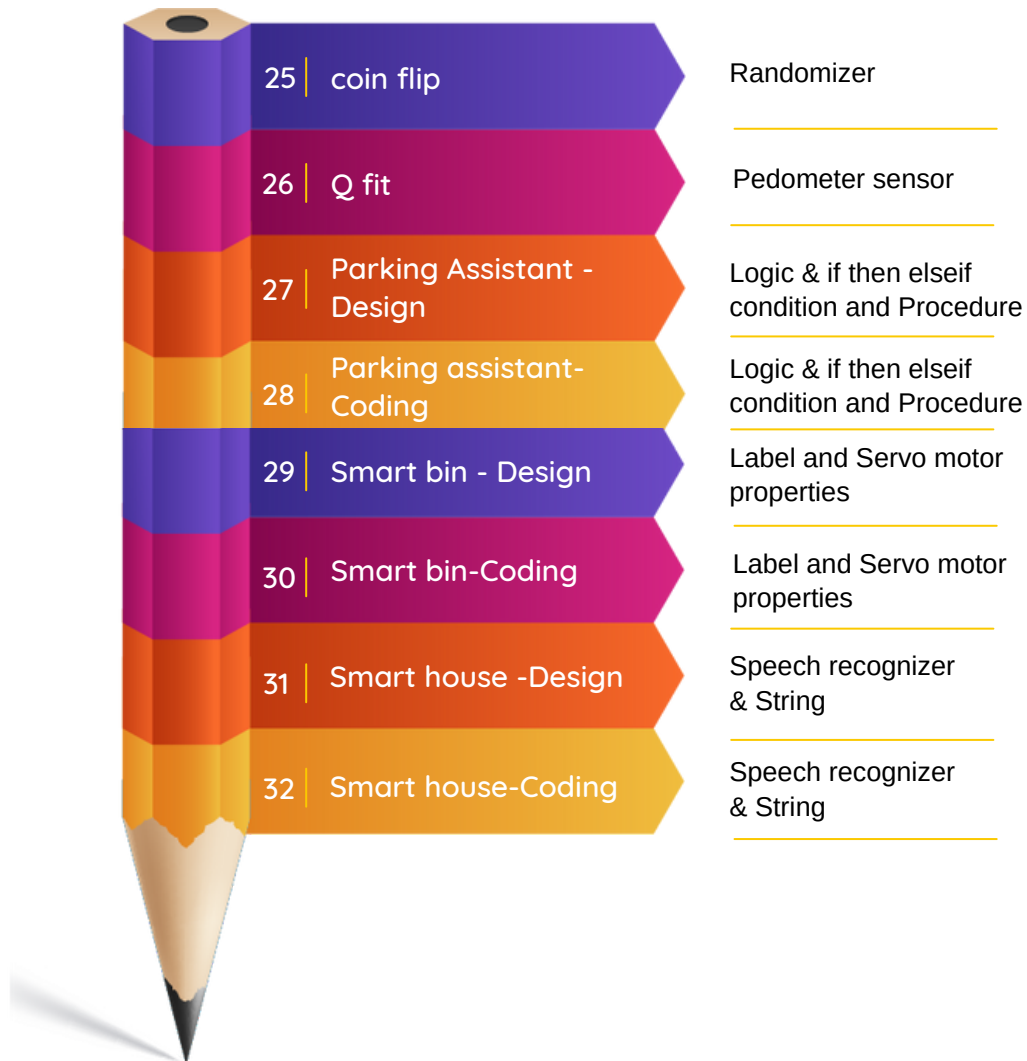 25 coin flip
Randomizer
26 Q fit
Pedometer sensor
27 Parking Assistant -
Design
Logic & if then elseif
condition and Procedure
28 Parking assistant-
Coding
Logic & if then elseif
condition and Procedure
29 Smart bin - Design
Label and Servo motor
properties
30 Smart bin-Coding
Label and Servo motor
properties
31 Smart house -Design
Speech recognizer
& String
32 Smart house-Coding
Speech recognizer
& String